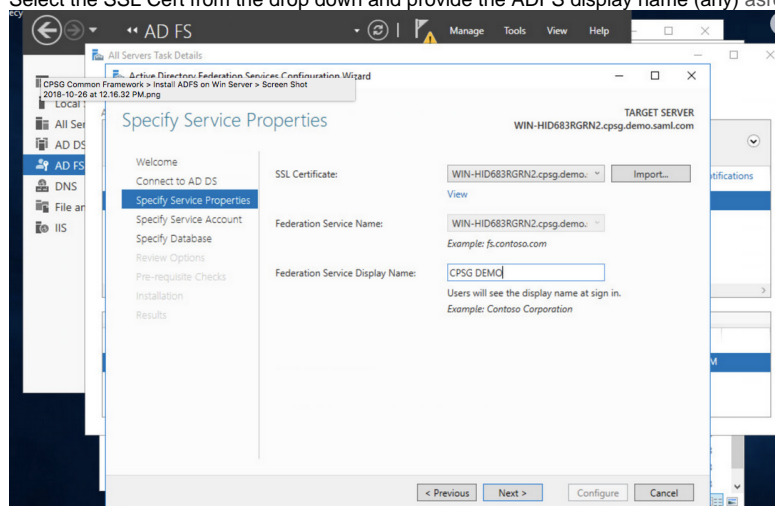 Select the SSL Cert from the drop down and provide the ADFS display name (any)
AD FS
Manage Tools View Help
All Servers Task Details
Active Directory Federation Services Configuration Wizard
CPSG Common Framework > Install ADFS on Win Server > Screen Shot
2018-10-26 at 12.16.32 PM.png
Local
All Ser
AD DS
AD FS
DNS
File an
IIS
Specify Service Properties
TARGET SERVER
WIN-HID683RGRN2.cpsg.demo.saml.com
Welcome
Connect to AD DS
Specify Service Properties
Specify Service Account
Specify Database
Review Options
Pre-requisite Checks
Installation
Results
SSL Certificate:
WIN-HID683RGRN2.cpsg.demo.
Import...
View
Federation Service Name:
WIN-HID683RGRN2.cpsg.demo.
Example: fs.contoso.com
Federation Service Display Name:
CPSG DEMO
Users will see the display name at sign in.
Example: Contoso Corporation
otifications
M
< Previous Next > Configure Cancel